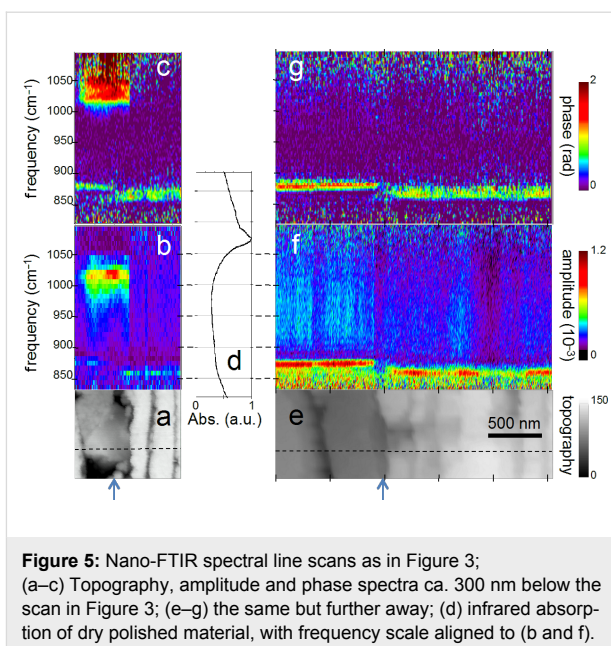 c
g
frequency (cm⁻¹)
1050
1000
950
900
850
2
0
phase (rad)
b
f
frequency (cm⁻¹)
1050
1000
950
900
850
d
1.2
0
amplitude (10⁻³)
0
1
Abs. (a.u.)
a
e
500 nm
150
0
topography
Figure 5: Nano-FTIR spectral line scans as in Figure 3;
(a–c) Topography, amplitude and phase spectra ca. 300 nm below the
scan in Figure 3; (e–g) the same but further away; (d) infrared absorp-
tion of dry polished material, with frequency scale aligned to (b and f).